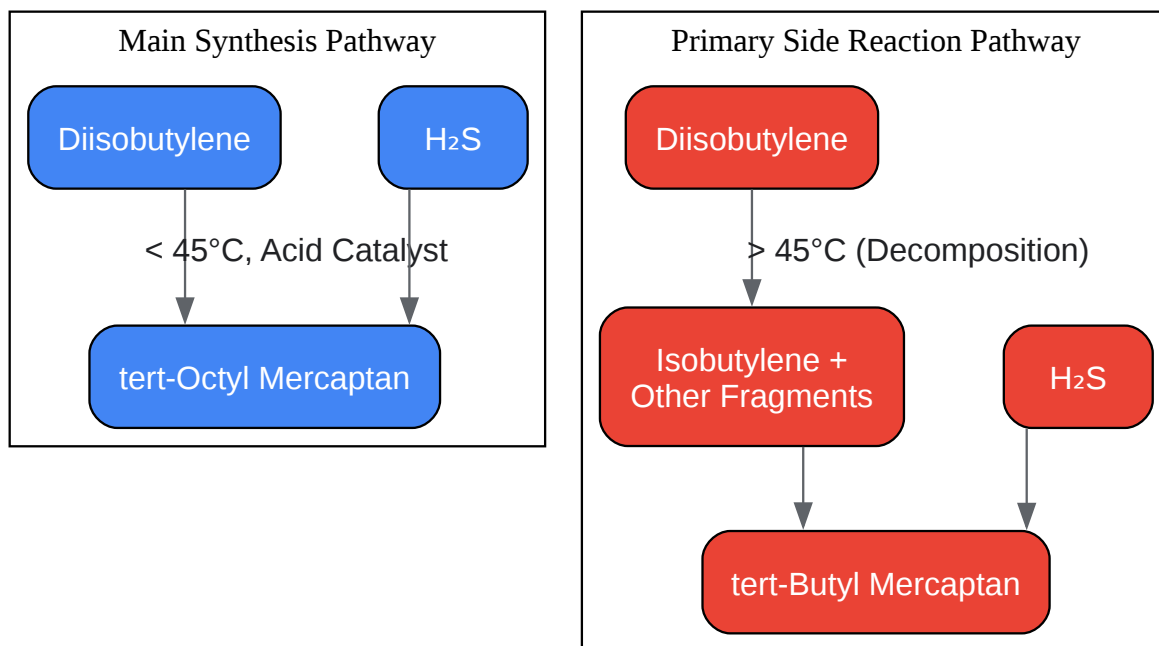 Main Synthesis Pathway
Diisobutylene
H₂S
< 45°C, Acid Catalyst
tert-Octyl Mercaptan
Primary Side Reaction Pathway
Diisobutylene
> 45°C (Decomposition)
Isobutylene +
Other Fragments
H₂S
tert-Butyl Mercaptan